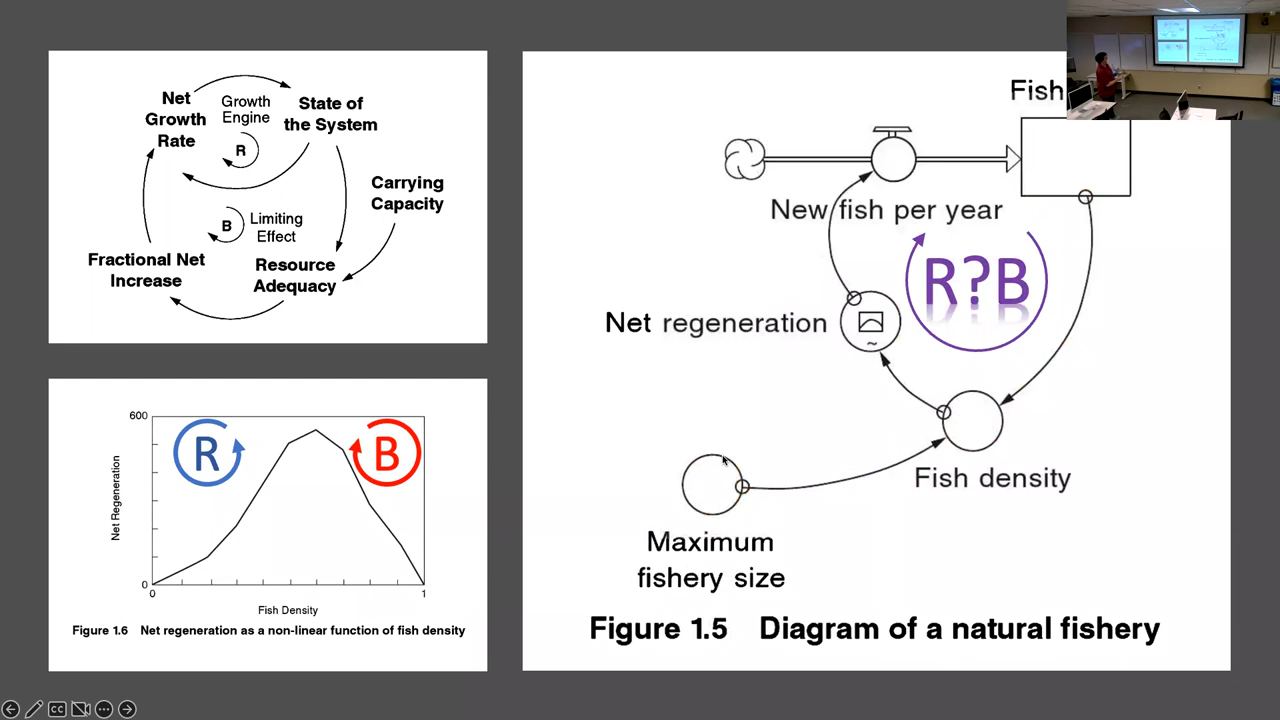 Net
Growth
Rate
Growth
Engine
R
State of
the System
Carrying
Capacity
B
Limiting
Effect
Fractional Net
Increase
Resource
Adequacy
600
R
B
Net Regeneration
0
0
1
Fish Density
Figure 1.6 Net regeneration as a non-linear function of fish density
Fish
New fish per year
R?B
Net regeneration
~
Fish density
Maximum
fishery size
Figure 1.5 Diagram of a natural fishery
CC